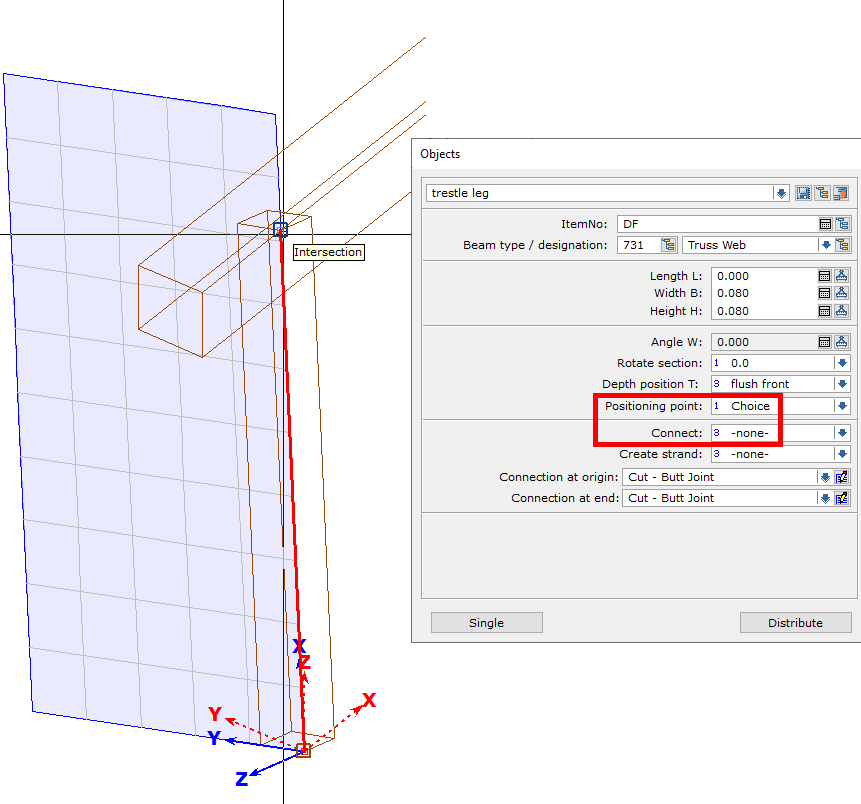 Objects
trestle leg
ItemNo: DF
Beam type / designation: 731 Truss Web
Intersection
Length L: 0.000
Width B: 0.080
Height H: 0.080
Angle W: 0.000
Rotate section: 1 0.0
Depth position T: 3 flush front
Positioning point: 1 Choice
Connect: 3 -none-
Create strand: 3 -none-
Connection at origin: Cut - Butt Joint
Connection at end: Cut - Butt Joint
Single Distribute
X
Z
X
Y
Y
Z